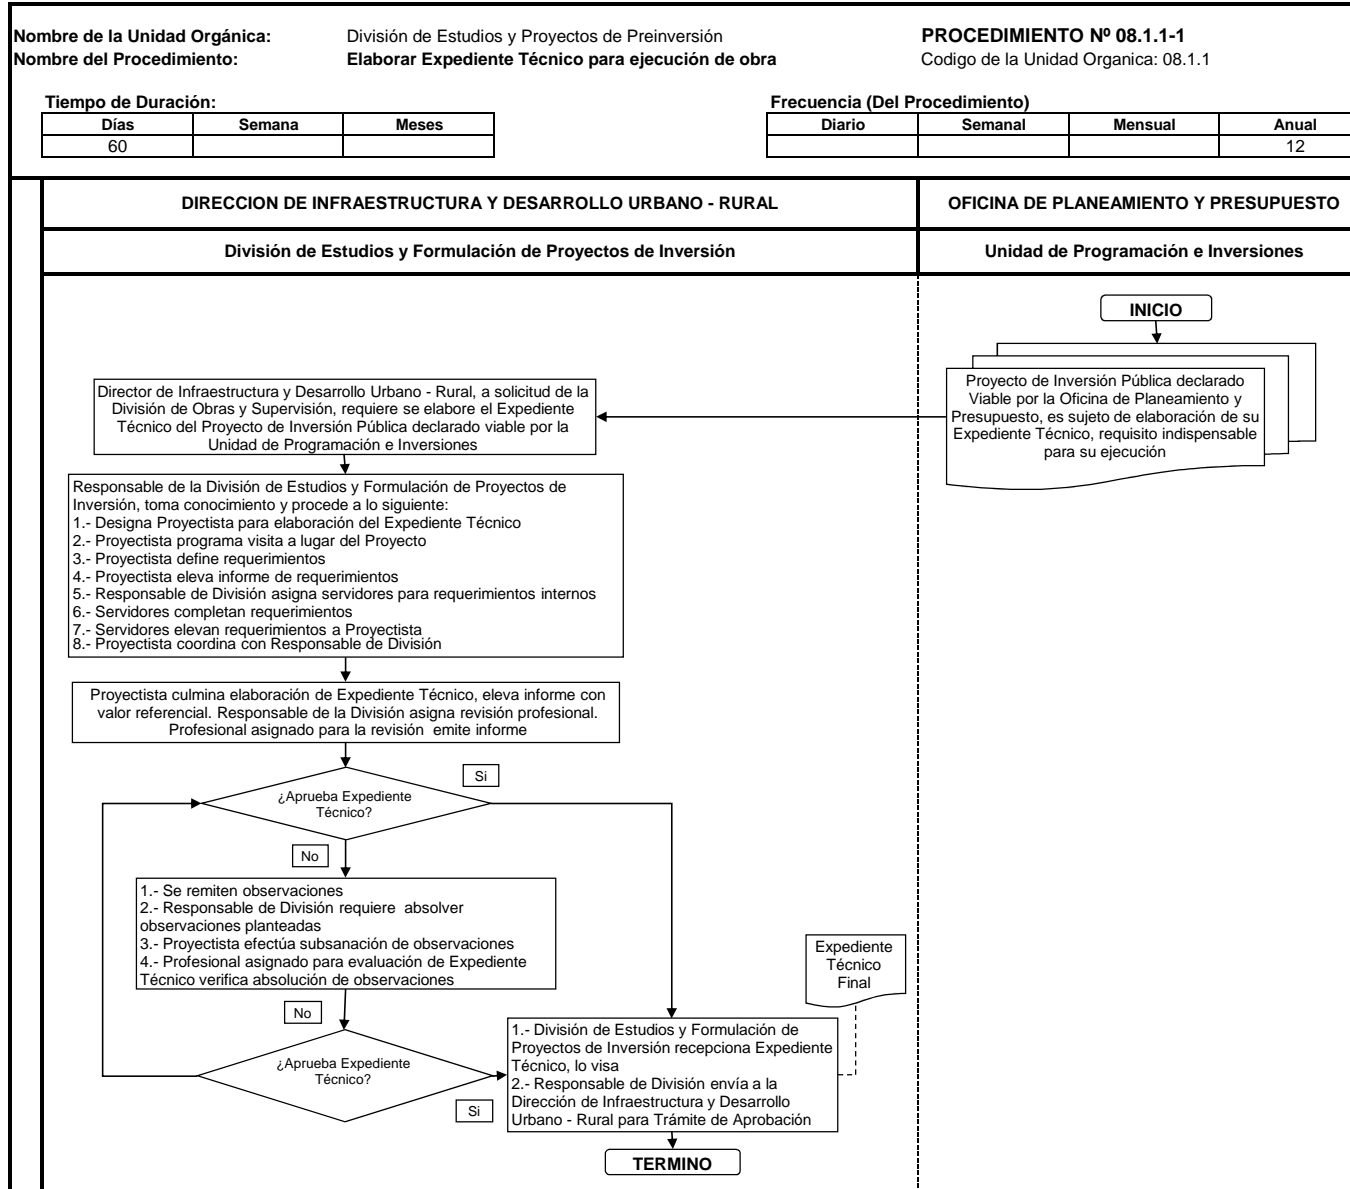 Nombre de la Unidad Orgánica: División de Estudios y Proyectos de Preinversión PROCEDIMIENTO Nº 08.1.1-1
Nombre del Procedimiento: Elaborar Expediente Técnico para ejecución de obra Codigo de la Unidad Organica: 08.1.1
Tiempo de Duración: Frecuencia (Del Procedimiento)
Días Semana Meses Diario Semanal Mensual Anual
60 12
DIRECCION DE INFRAESTRUCTURA Y DESARROLLO URBANO - RURAL OFICINA DE PLANEAMIENTO Y PRESUPUESTO
División de Estudios y Formulación de Proyectos de Inversión Unidad de Programación e Inversiones
INICIO
Proyecto de Inversión Pública declarado
Viable por la Oficina de Planeamiento y
Presupuesto, es sujeto de elaboración de su
Expediente Técnico, requisito indispensable
para su ejecución
Director de Infraestructura y Desarrollo Urbano - Rural, a solicitud de la
División de Obras y Supervisión, requiere se elabore el Expediente
Técnico del Proyecto de Inversión Pública declarado viable por la
Unidad de Programación e Inversiones
Responsable de la División de Estudios y Formulación de Proyectos de
Inversión, toma conocimiento y procede a lo siguiente:
1.- Designa Proyectista para elaboración del Expediente Técnico
2.- Proyectista programa visita a lugar del Proyecto
3.- Proyectista define requerimientos
4.- Proyectista eleva informe de requerimientos
5.- Responsable de División asigna servidores para requerimientos internos
6.- Servidores completan requerimientos
7.- Servidores elevan requerimientos a Proyectista
8.- Proyectista coordina con Responsable de División
Proyectista culmina elaboración de Expediente Técnico, eleva informe con
valor referencial. Responsable de la División asigna revisión profesional.
Profesional asignado para la revisión emite informe
Si
¿Aprueba Expediente
Técnico?
No
1.- Se remiten observaciones
2.- Responsable de División requiere absolver
observaciones planteadas
3.- Proyectista efectúa subsanación de observaciones
4.- Profesional asignado para evaluación de Expediente
Técnico verifica absolución de observaciones
Expediente
Técnico
Final
No
¿Aprueba Expediente
Técnico?
Si
1.- División de Estudios y Formulación de
Proyectos de Inversión recepciona Expediente
Técnico, lo visa
2.- Responsable de División envía a la
Dirección de Infraestructura y Desarrollo
Urbano - Rural para Trámite de Aprobación
TERMINO